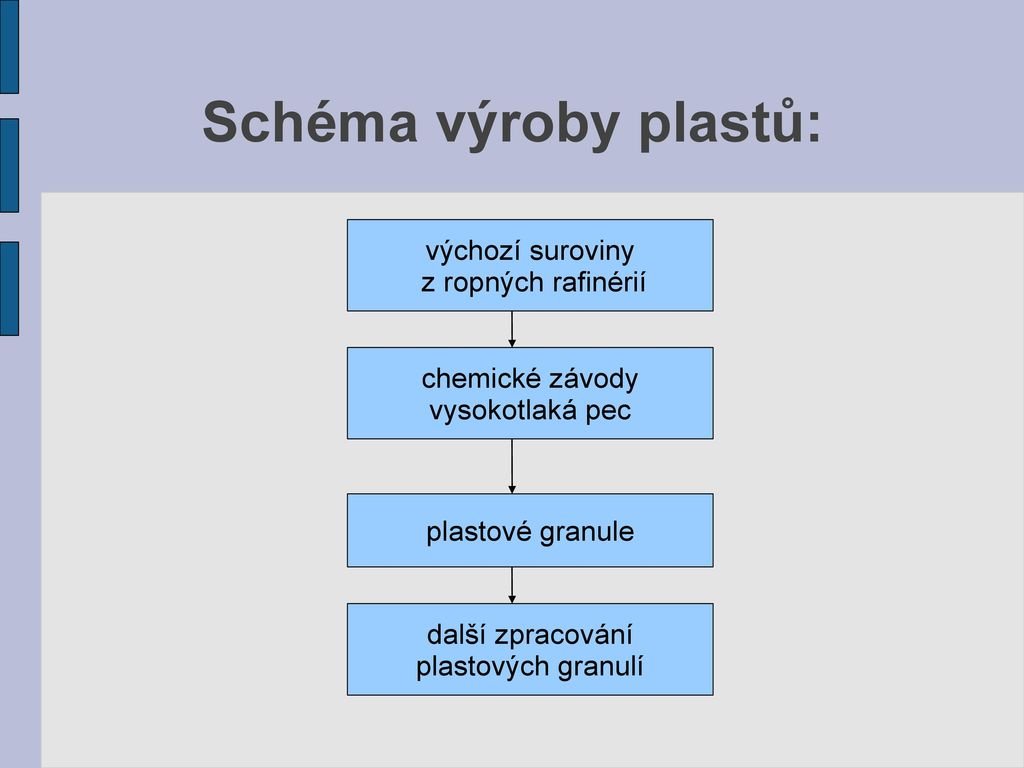 Schéma výroby plastů:
výchozí suroviny
z ropných rafinérií
chemické závody
vysokotlaká pec
plastové granule
další zpracování
plastových granulí